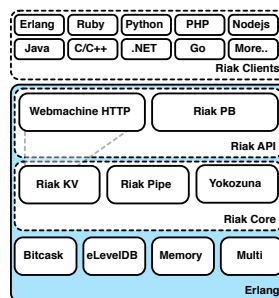 Erlang Ruby Python PHP Nodejs
Java C/C++ .NET Go More..
Riak Clients
Webmachine HTTP Riak PB
Riak API
Riak KV Riak Pipe Yokozuna
Riak Core
Bitcask eLevelDB Memory Multi
Erlang